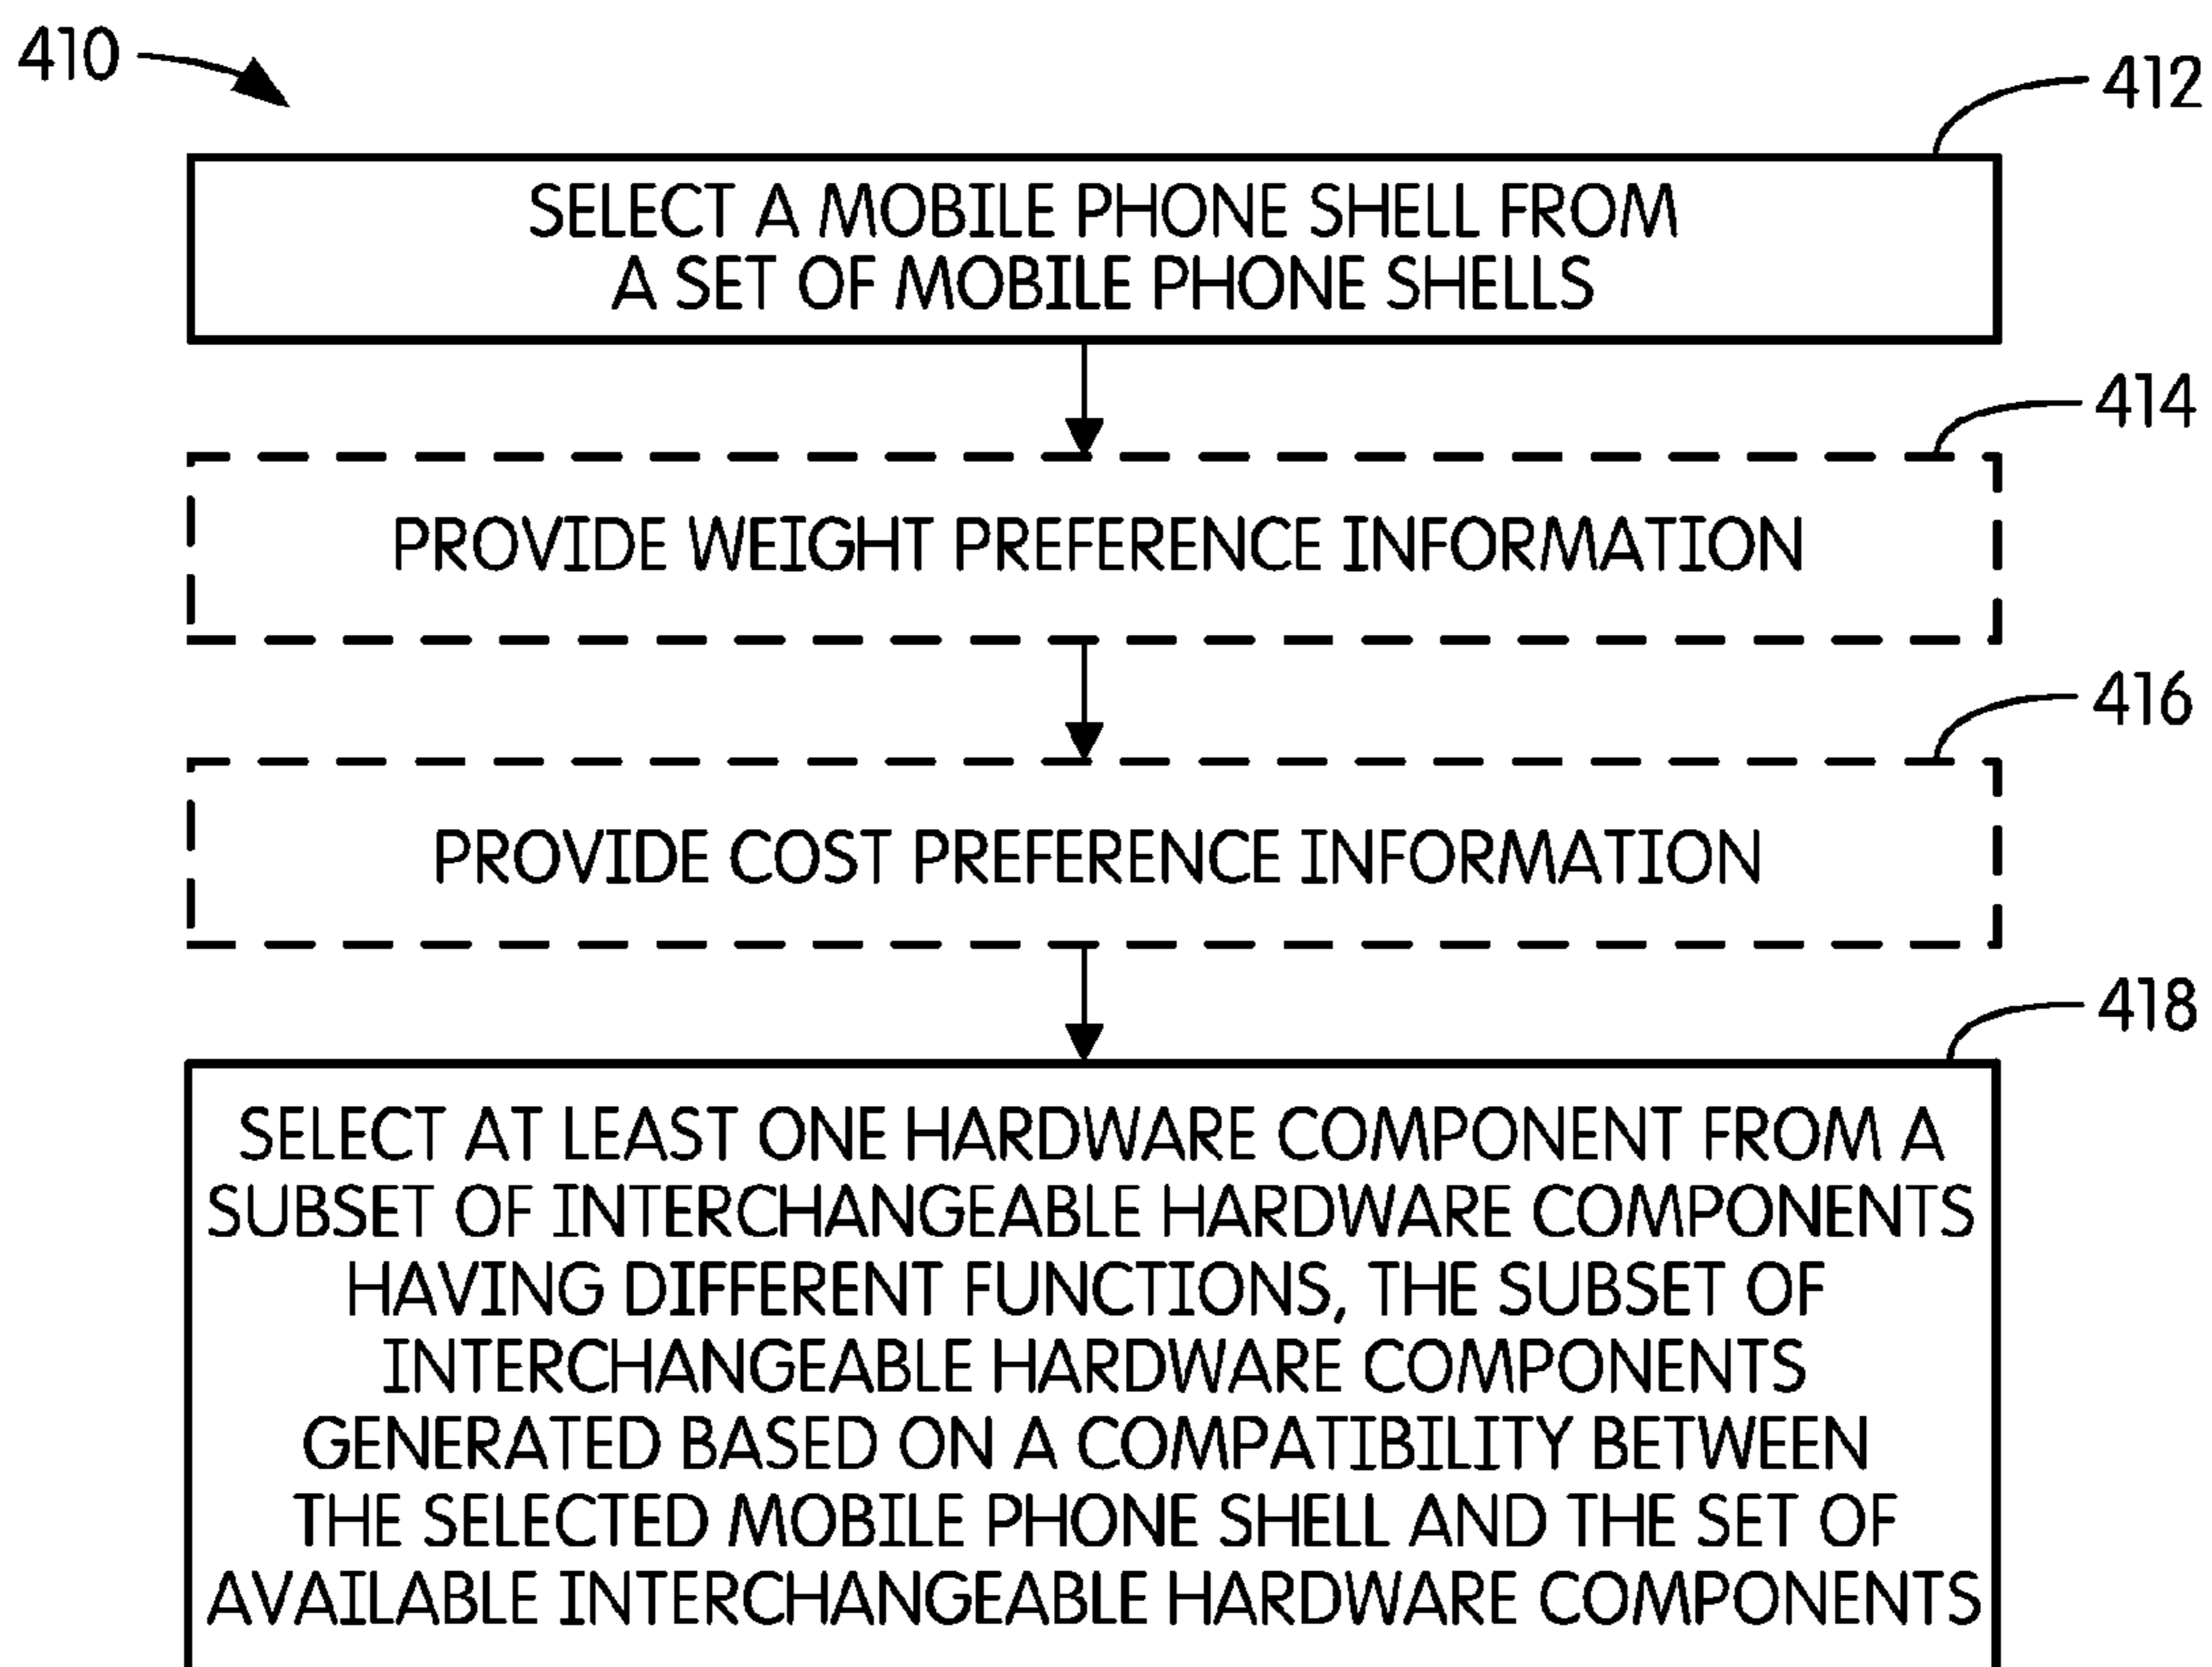 410
412
SELECT A MOBILE PHONE SHELL FROM
A SET OF MOBILE PHONE SHELLS
414
PROVIDE WEIGHT PREFERENCE INFORMATION
416
PROVIDE COST PREFERENCE INFORMATION
418
SELECT AT LEAST ONE HARDWARE COMPONENT FROM A
SUBSET OF INTERCHANGEABLE HARDWARE COMPONENTS
HAVING DIFFERENT FUNCTIONS, THE SUBSET OF
INTERCHANGEABLE HARDWARE COMPONENTS
GENERATED BASED ON A COMPATIBILITY BETWEEN
THE SELECTED MOBILE PHONE SHELL AND THE SET OF
AVAILABLE INTERCHANGEABLE HARDWARE COMPONENTS